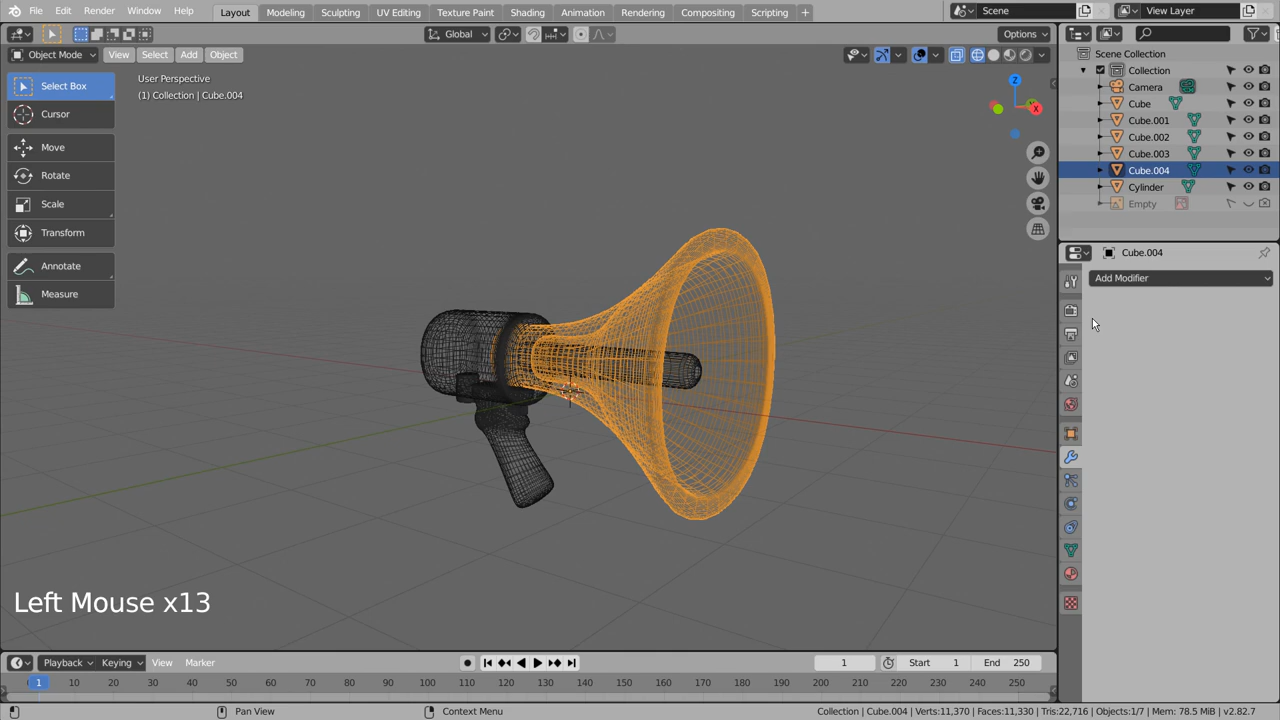 File Edit Render Window Help Layout Modeling Sculpting UV Editing Texture Paint Shading Animation Rendering Compositing Scripting + Scene View Layer
Global Options
Object Mode View Select Add Object
Scene Collection
User Perspective
(1) Collection | Cube.004
Collection
Select Box
Camera
Cursor
Cube
Cube.001
Move
Cube.002
Rotate
Cube.003
Scale
Cube.004
Transform
Cylinder
Annotate
Empty
Measure
Z
X
Cube.004
Add Modifier
Left Mouse x13
Playback Keying View Marker 1 Start 1 End 250
1 10 20 30 40 50 60 70 80 90 100 110 120 130 140 150 160 170 180 190 200 210 220 230 240 250
Pan View Context Menu Collection | Cube.004 | Verts:11,370 | Faces:11,330 | Tris:22,716 | Objects:1/7 | Mem: 78.5 MiB | v2.82.7